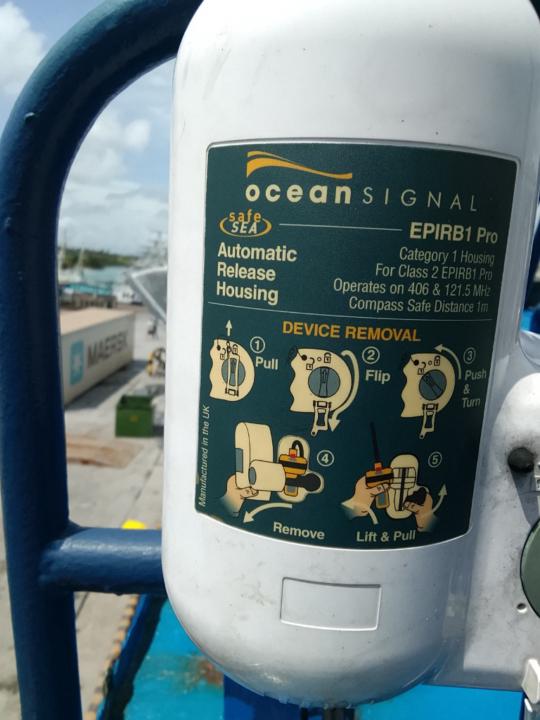 ocean SIGNAL
safe SEA
EPIRB1 Pro
Automatic
Release
Housing
Category 1 Housing
For Class 2 EPIRB1 Pro
Operates on 406 & 121.5 MHz
Compass Safe Distance 1m
DEVICE REMOVAL
1
Pull
2
Flip
3
Push
&
Turn
4
Remove
5
Lift & Pull
Manufactured in the UK
MAERSK